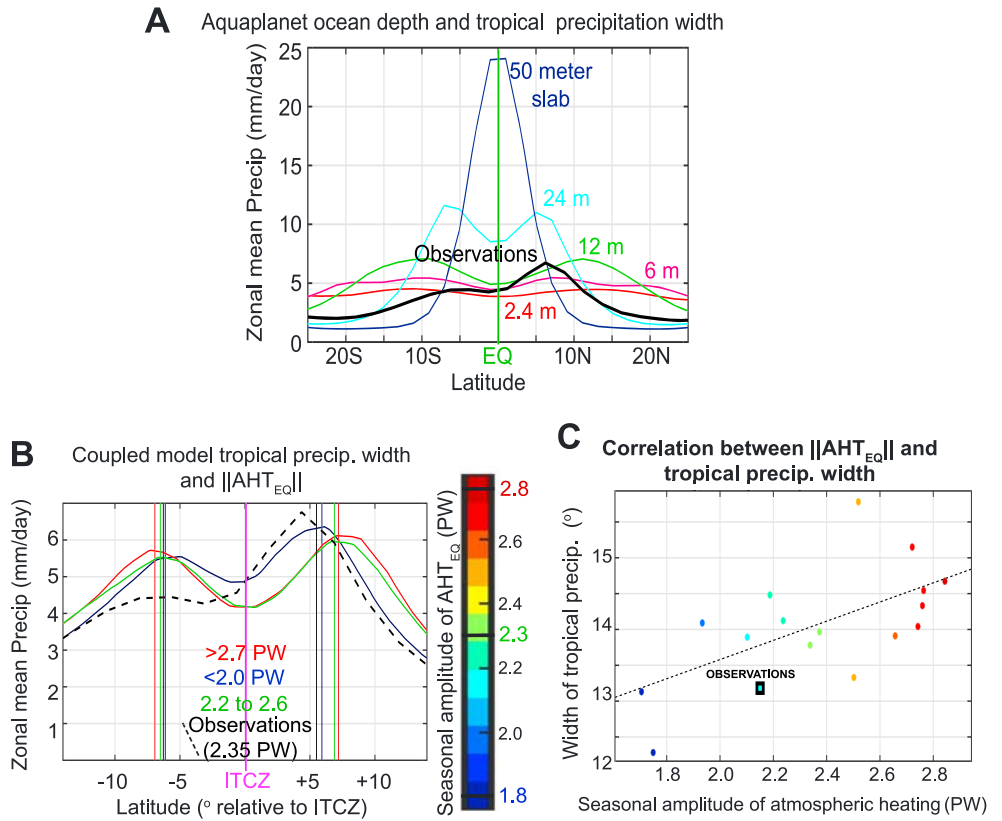 A Aquaplanet ocean depth and tropical precipitation width
Zonal mean Precip (mm/day)
25
20
15
10
5
0
50 meter
slab
24 m
12 m
Observations
6 m
2.4 m
20S 10S EQ 10N 20N
Latitude
B Coupled model tropical precip. width
and ||AHTEQ||
Zonal mean Precip (mm/day)
6
5
4
3
2
1
>2.7 PW
<2.0 PW
2.2 to 2.6
Observations
(2.35 PW)
-10 -5 ITCZ +5 +10
Latitude (o relative to ITCZ)
Seasonal amplitude of AHTEQ (PW)
2.8
2.6
2.4
2.3
2.2
2.0
1.8
C Correlation between ||AHTEQ|| and
tropical precip. width
Width of tropical precip. (o)
15
14
13
12
OBSERVATIONS
1.8 2.0 2.2 2.4 2.6 2.8
Seasonal amplitude of atmospheric heating (PW)